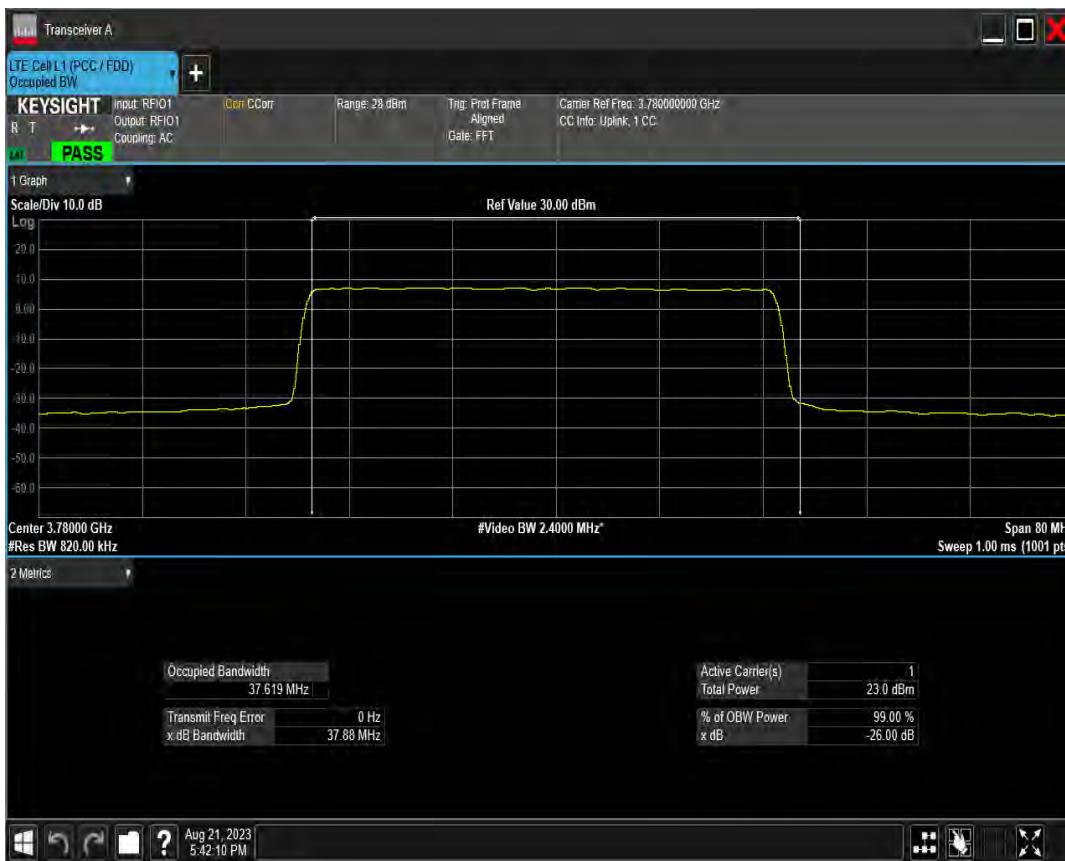 Transceiver A
LTE Cell L1 (PCC / FDD)
Occupied BW
KEYSIGHT
R T
PASS
Input: RFIO1
Output: RFIO1
Coupling: AC
Corr CCorr
Range: 28 dBm
Trig: Prot Frame
Aligned
Gate: FFT
Carrier Ref Freq: 3.780000000 GHz
CC Info: Uplink, 1 CC
1 Graph
Scale/Div 10.0 dB
Ref Value 30.00 dBm
Log
20.0
10.0
0.00
-10.0
-20.0
-30.0
-40.0
-50.0
-60.0
Center 3.78000 GHz
#Video BW 2.4000 MHz*
Span 80 MH
#Res BW 820.00 kHz
Sweep 1.00 ms (1001 pts
2 Metrics
Occupied Bandwidth
37.619 MHz
Transmit Freq Error 0 Hz
x dB Bandwidth 37.88 MHz
Active Carrier(s) 1
Total Power 23.0 dBm
% of OBW Power 99.00 %
x dB -26.00 dB
?
Aug 21, 2023
5:42:10 PM